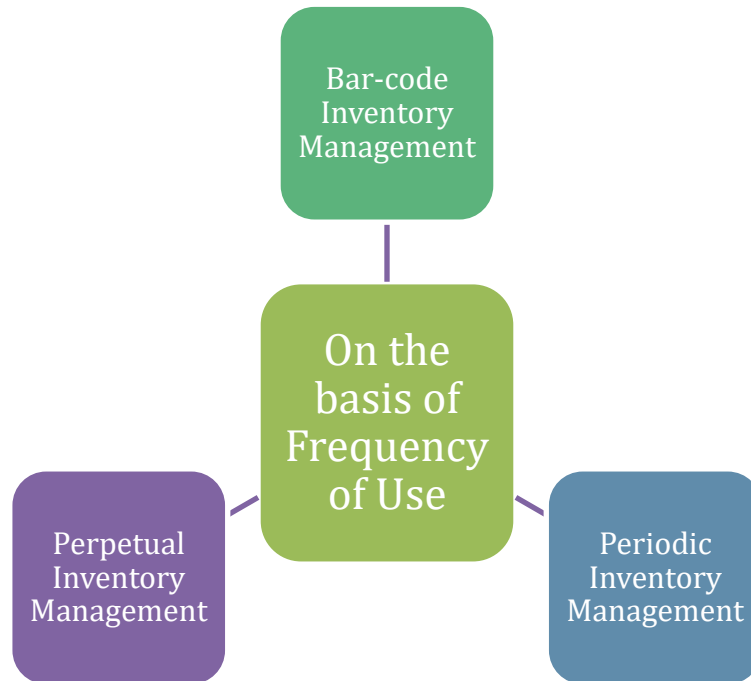 Bar-code
Inventory
Management
On the
basis of
Frequency
of Use
Perpetual
Inventory
Management
Periodic
Inventory
Management